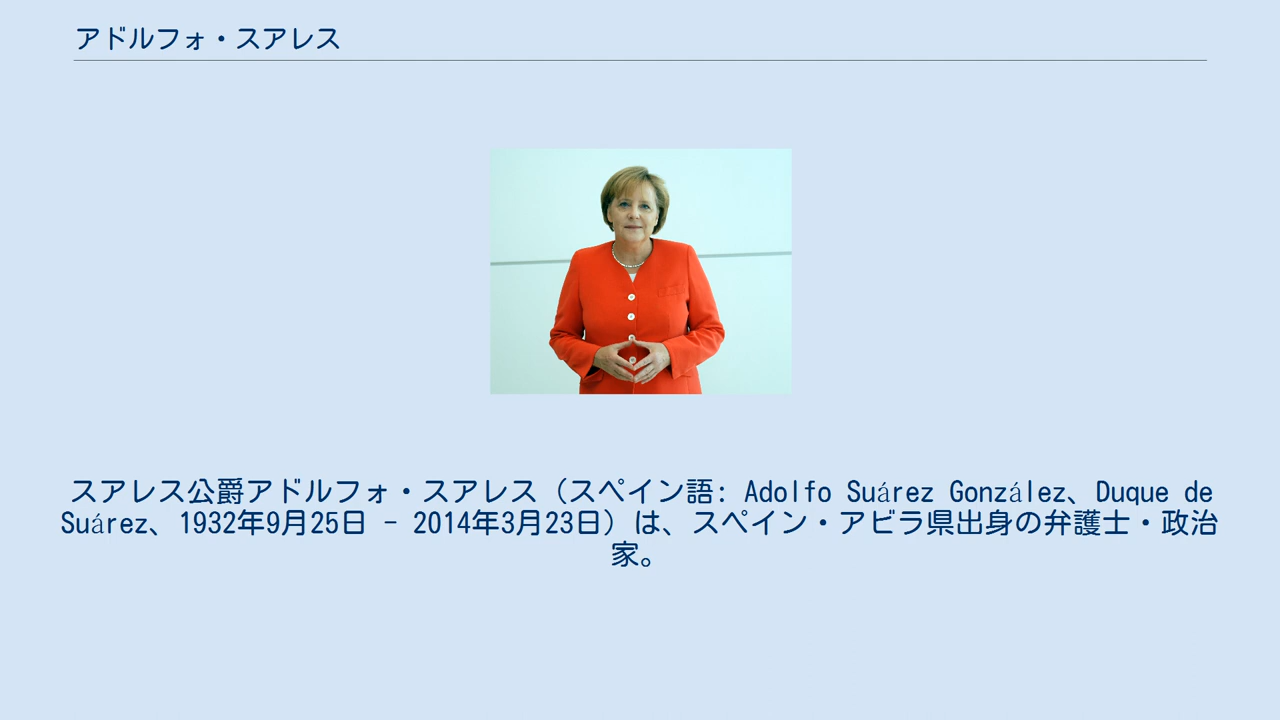 アドルフォ・スアレス
スアレス公爵アドルフォ・スアレス（スペイン語: Adolfo Suárez González、Duque de
Suárez、1932年9月25日 - 2014年3月23日）は、スペイン・アビラ県出身の弁護士・政治
家。